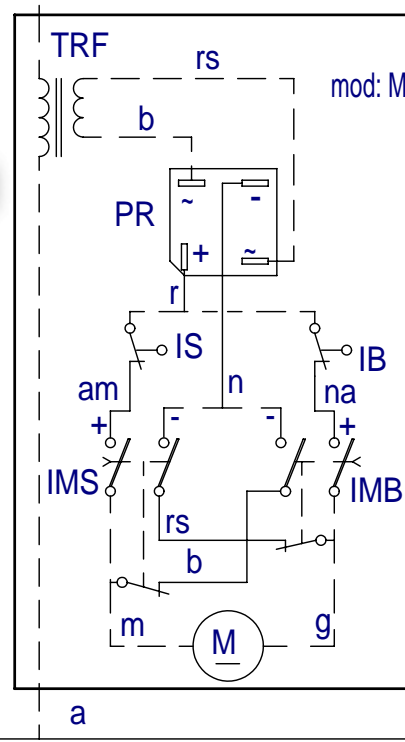 TRF
rs
mod: M
b
PR
~
-
+
~
r
IS
IB
am
n
na
+
-
-
+
IMS
IMB
rs
b
m
M
g
a